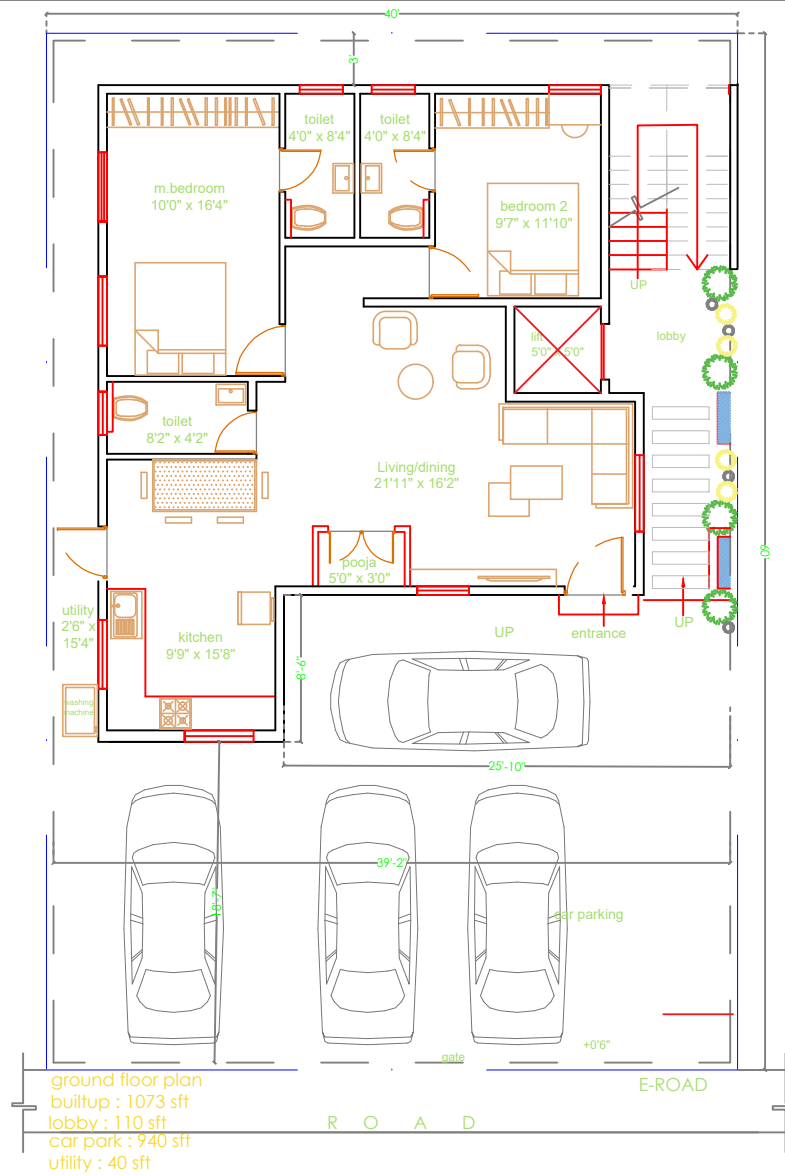 40'
3'
toilet
4'0" x 8'4"
toilet
4'0" x 8'4"
m.bedroom
10'0" x 16'4"
bedroom 2
9'7" x 11'10"
UP
lift
5'0" x 5'0"
lobby
toilet
8'2" x 4'2"
Living/dining
21'11" x 16'2"
60'
pooja
5'0" x 3'0"
utility
2'6" x
15'4"
kitchen
9'9" x 15'8"
UP
entrance
UP
8'-6"
washing
machine
25'-10"
39'-2"
18'-7"
car parking
+0'6"
gate
ground floor plan
builtup : 1073 sft
lobby : 110 sft
car park : 940 sft
utility : 40 sft
E-ROAD
R O A D